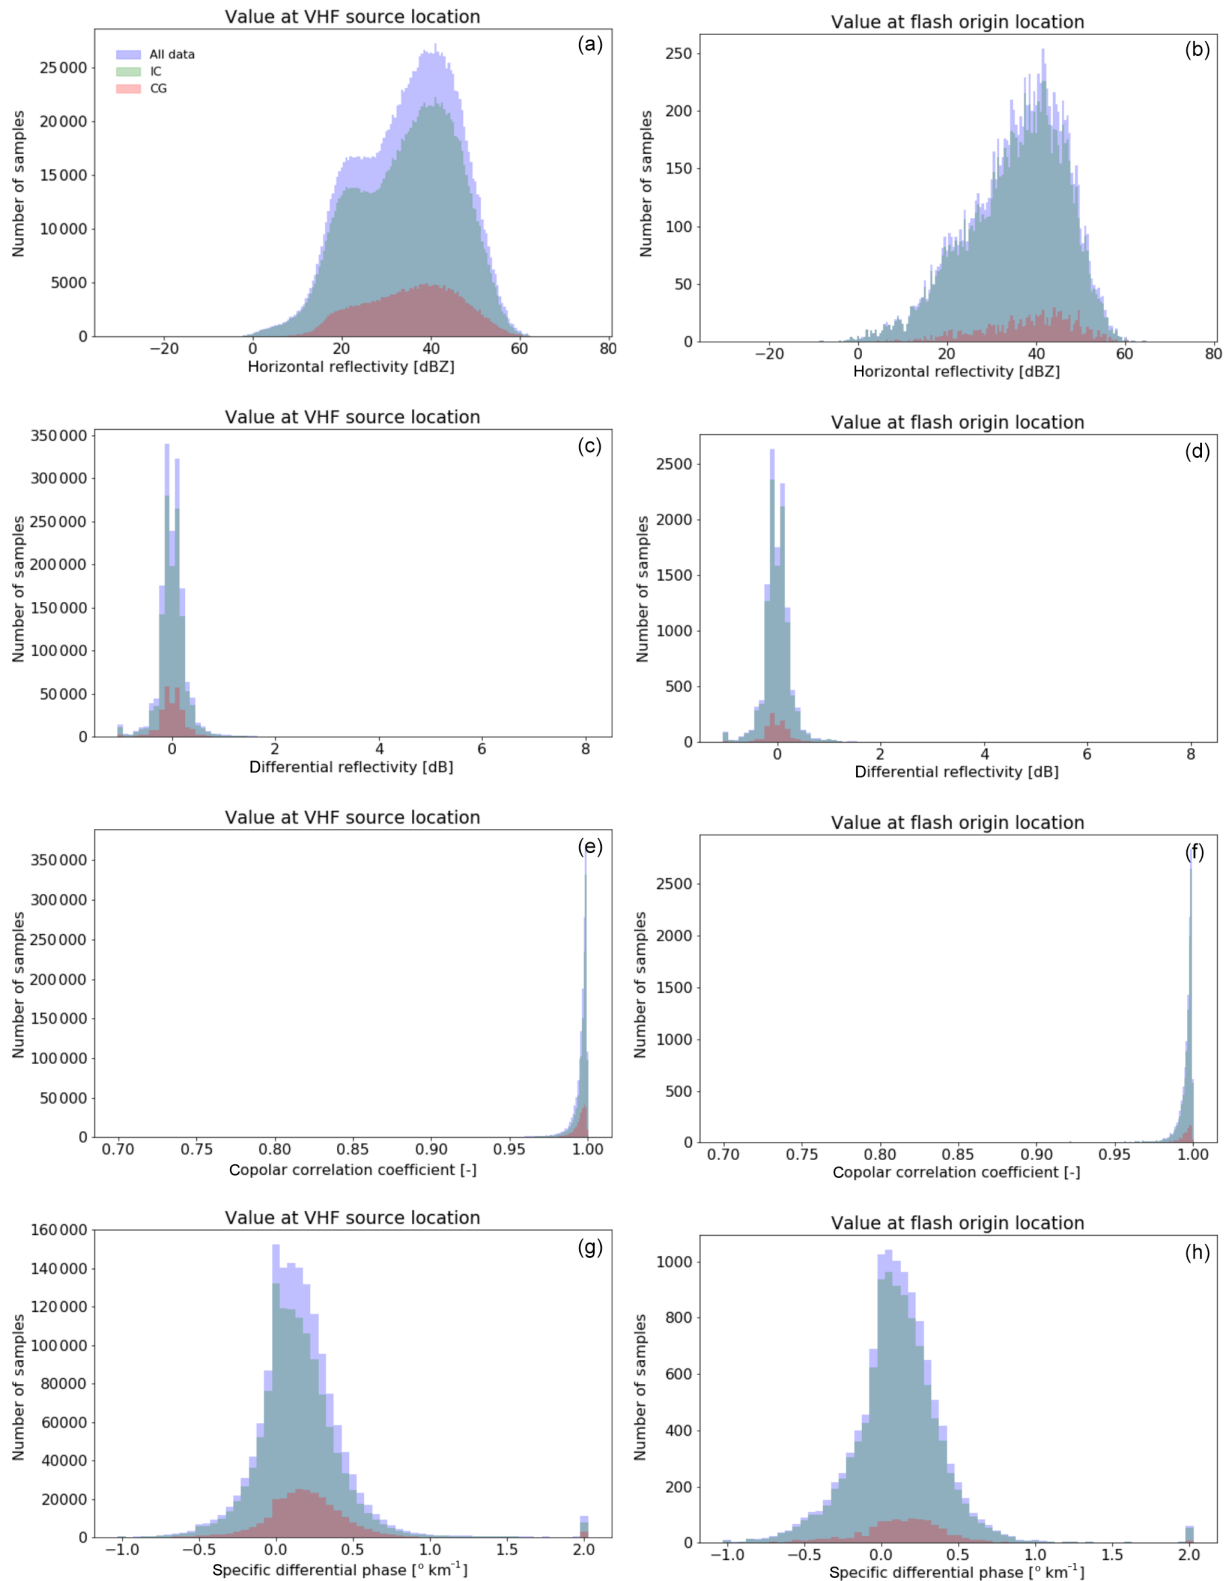 Value at VHF source location
(a)
All data
IC
CG
Number of samples
25 000
20 000
15 000
10 000
5000
0
−20 0 20 40 60 80
Horizontal reflectivity [dBZ]
Value at flash origin location
(b)
Number of samples
250
200
150
100
50
0
−20 0 20 40 60 80
Horizontal reflectivity [dBZ]
Value at VHF source location
(c)
Number of samples
350 000
300 000
250 000
200 000
150 000
100 000
50 000
0
0 2 4 6 8
Differential reflectivity [dB]
Value at flash origin location
(d)
Number of samples
2500
2000
1500
1000
500
0
0 2 4 6 8
Differential reflectivity [dB]
Value at VHF source location
(e)
Number of samples
350 000
300 000
250 000
200 000
150 000
100 000
50 000
0
0.70 0.75 0.80 0.85 0.90 0.95 1.00
Copolar correlation coefficient [-]
Value at flash origin location
(f)
Number of samples
2500
2000
1500
1000
500
0
0.70 0.75 0.80 0.85 0.90 0.95 1.00
Copolar correlation coefficient [-]
Value at VHF source location
(g)
Number of samples
160 000
140 000
120 000
100 000
80 000
60 000
40 000
20 000
0
−1.0 −0.5 0.0 0.5 1.0 1.5 2.0
Specific differential phase [° km⁻¹]
Value at flash origin location
(h)
Number of samples
1000
800
600
400
200
0
−1.0 −0.5 0.0 0.5 1.0 1.5 2.0
Specific differential phase [° km⁻¹]